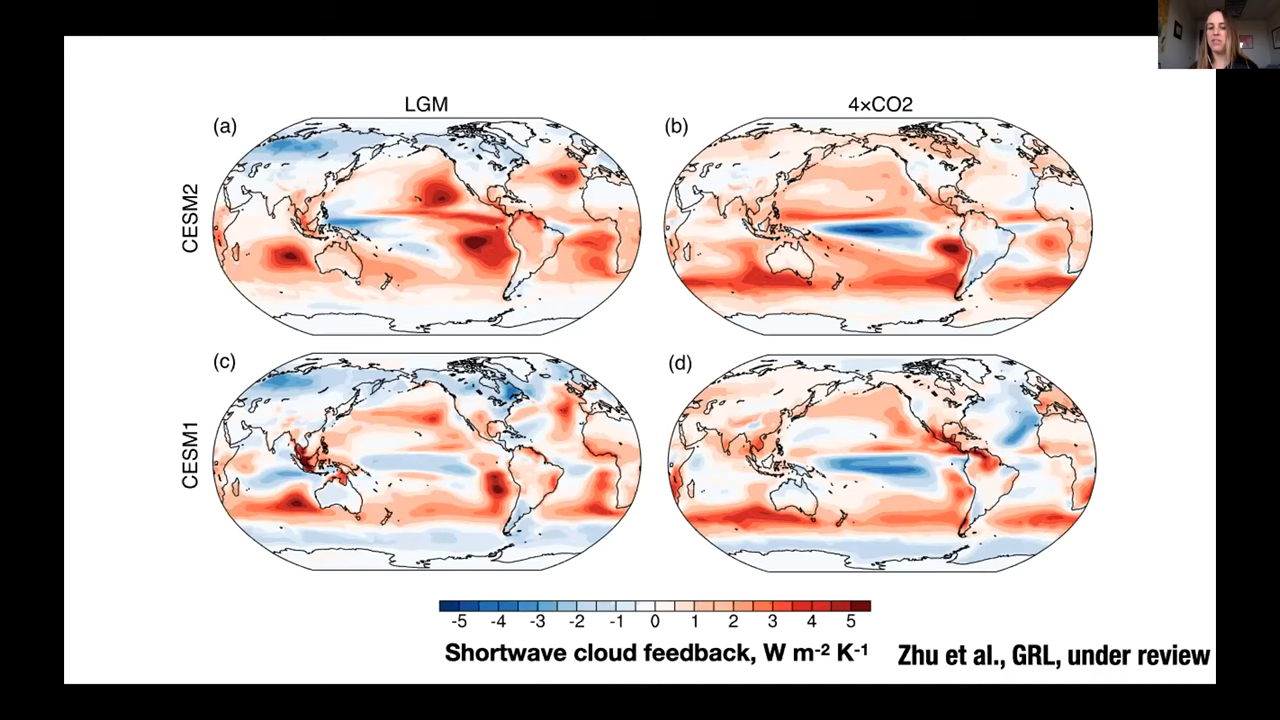 LGM
4×CO2
(a)
(b)
CESM2
(c)
(d)
CESM1
-5 -4 -3 -2 -1 0 1 2 3 4 5
Shortwave cloud feedback, W m-2 K-1
Zhu et al., GRL, under review